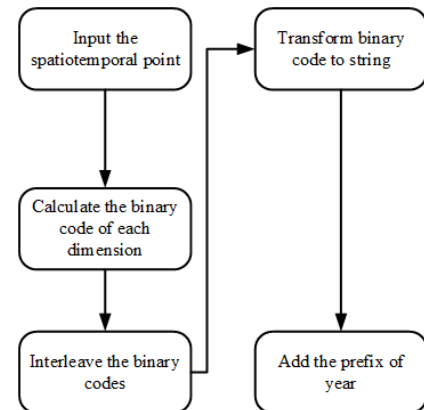 Input the
spatiotemporal point
Calculate the binary
code of each
dimension
Interleave the binary
codes
Transform binary
code to string
Add the prefix of
year